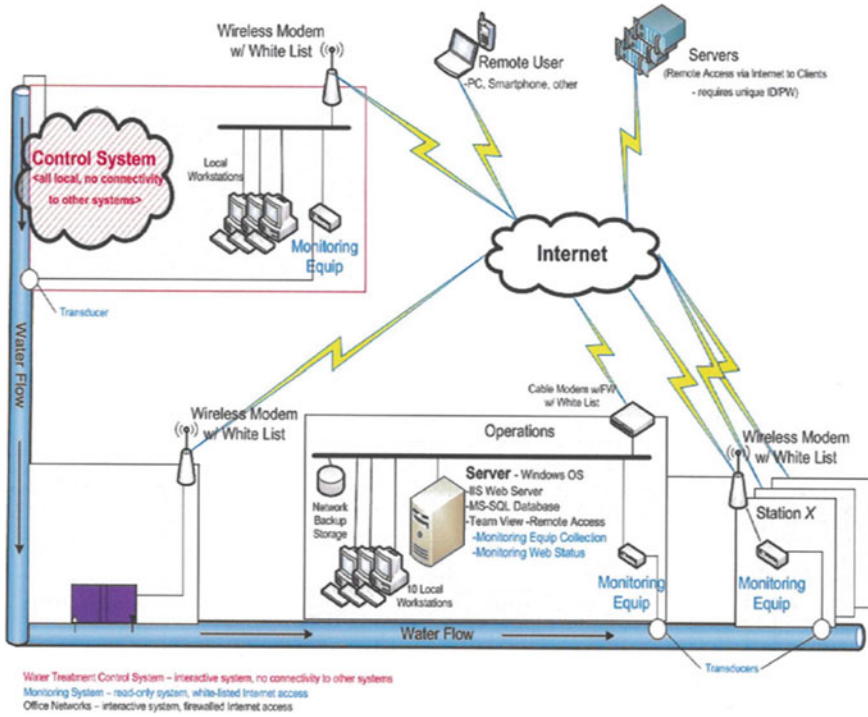 Wireless Modem
w/ White List
Remote User
-PC, Smartphone, other
Servers
(Remote Access via Internet to Clients
- requires unique ID/PW)
Control System
<all local, no connectivity
to other systems>
Local
Workstations
Monitoring
Equip
Transducer
Internet
Water Flow
Cable Modem w/FW
w/ White List
Wireless Modem
w/ White List
Operations
Wireless Modem
w/ White List
Network
Backup
Storage
Server - Windows OS
-IIS Web Server
-MS-SQL Database
-Team View -Remote Access
-Monitoring Equip Collection
-Monitoring Web Status
10 Local
Workstations
Monitoring
Equip
Station X
Monitoring
Equip
Water Flow
Transducers
Water Treatment Control System – interactive system, no connectivity to other systems
Monitoring System – read-only system, white-listed Internet access
Office Networks – interactive system, firewalled Internet access